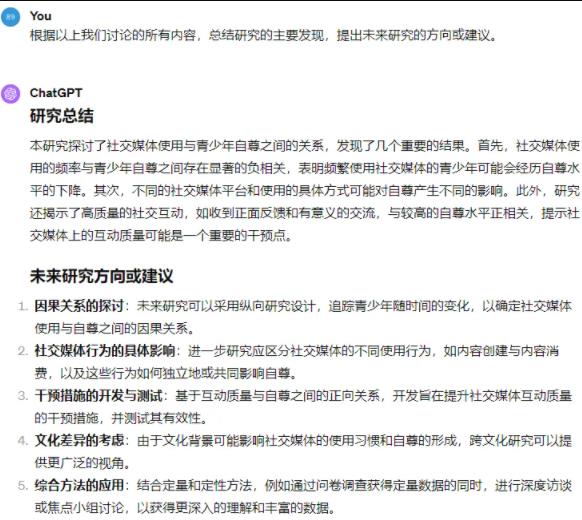 You
根据以上我们讨论的所有内容，总结研究的主要发现，提出未来研究的方向或建议。
ChatGPT
研究总结
本研究探讨了社交媒体使用与青少年自尊之间的关系，发现了几个重要的结果。首先，社交媒体使
用的频率与青少年自尊之间存在显著的负相关，表明频繁使用社交媒体的青少年可能会经历自尊水
平的下降。其次，不同的社交媒体平台和使用的具体方式可能对自尊产生不同的影响。此外，研究
还揭示了高质量的社交互动，如收到正面反馈和有意义的交流，与较高的自尊水平正相关，提示社
交媒体上的互动质量可能是一个重要的干预点。
未来研究方向或建议
1. 因果关系的探讨：未来研究可以采用纵向研究设计，追踪青少年随时间的变化，以确定社交媒体
使用与自尊之间的因果关系。
2. 社交媒体行为的具体影响：进一步研究应区分社交媒体的不同使用行为，如内容创建与内容消
费，以及这些行为如何独立地或共同影响自尊。
3. 干预措施的开发与测试：基于互动质量与自尊之间的正向关系，开发旨在提升社交媒体互动质量
的干预措施，并测试其有效性。
4. 文化差异的考虑：由于文化背景可能影响社交媒体的使用习惯和自尊的形成，跨文化研究可以提
供更广泛的视角。
5. 综合方法的应用：结合定量和定性方法，例如通过问卷调查获得定量数据的同时，进行深度访谈
或焦点小组讨论，以获得更深入的理解和丰富的数据。